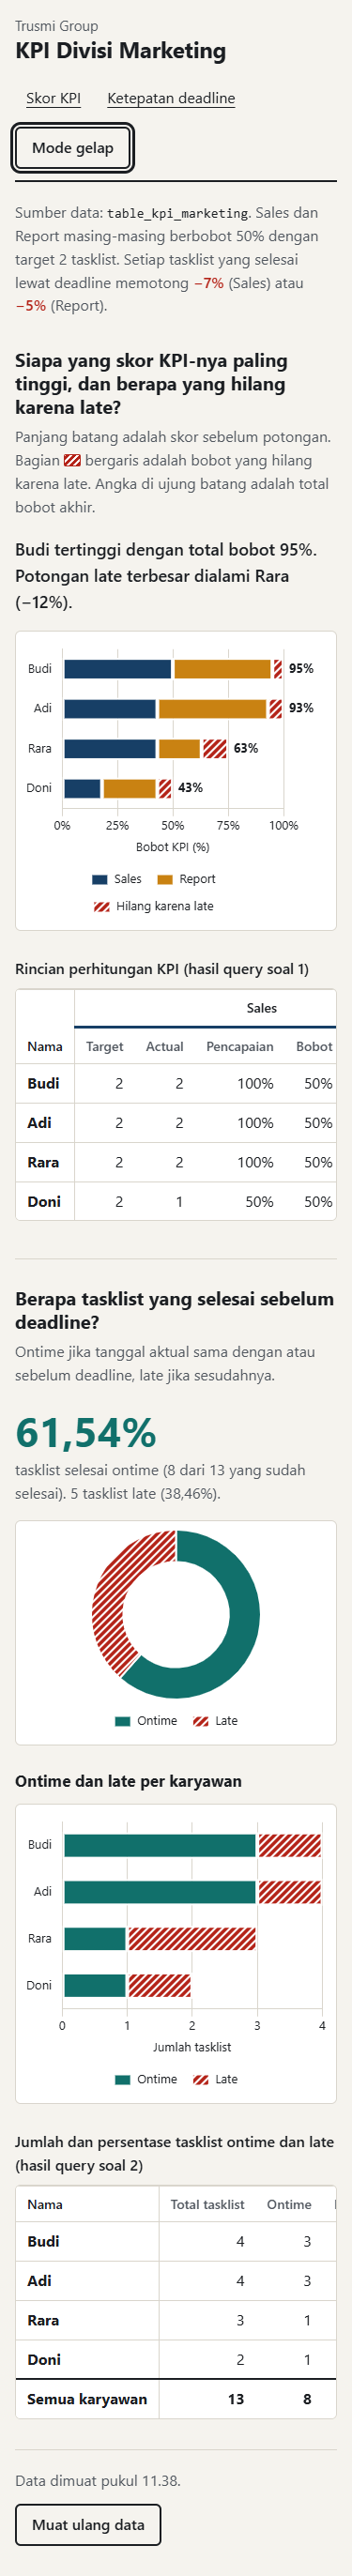 Trusmi Group
KPI Divisi Marketing
Skor KPI Ketepatan deadline
Mode gelap
Sumber data: table_kpi_marketing. Sales dan
Report masing-masing berbobot 50% dengan
target 2 tasklist. Setiap tasklist yang selesai
lewat deadline memotong −7% (Sales) atau
−5% (Report).
Siapa yang skor KPI-nya paling
tinggi, dan berapa yang hilang
karena late?
Panjang batang adalah skor sebelum potongan.
Bagian bergaris adalah bobot yang hilang
karena late. Angka di ujung batang adalah total
bobot akhir.
Budi tertinggi dengan total bobot 95%.
Potongan late terbesar dialami Rara
(−12%).
Budi 95%
Adi 93%
Rara 63%
Doni 43%
0% 25% 50% 75% 100%
Bobot KPI (%)
Sales Report
Hilang karena late
Rincian perhitungan KPI (hasil query soal 1)
Sales
Nama Target Actual Pencapaian Bobot
Budi 2 2 100% 50%
Adi 2 2 100% 50%
Rara 2 2 100% 50%
Doni 2 1 50% 50%
Berapa tasklist yang selesai sebelum
deadline?
Ontime jika tanggal aktual sama dengan atau
sebelum deadline, late jika sesudahnya.
61,54%
tasklist selesai ontime (8 dari 13 yang sudah
selesai). 5 tasklist late (38,46%).
Ontime Late
Ontime dan late per karyawan
Budi
Adi
Rara
Doni
0 1 2 3 4
Jumlah tasklist
Ontime Late
Jumlah dan persentase tasklist ontime dan late
(hasil query soal 2)
Nama Total tasklist Ontime
Budi 4 3
Adi 4 3
Rara 3 1
Doni 2 1
Semua karyawan 13 8
Data dimuat pukul 11.38.
Muat ulang data